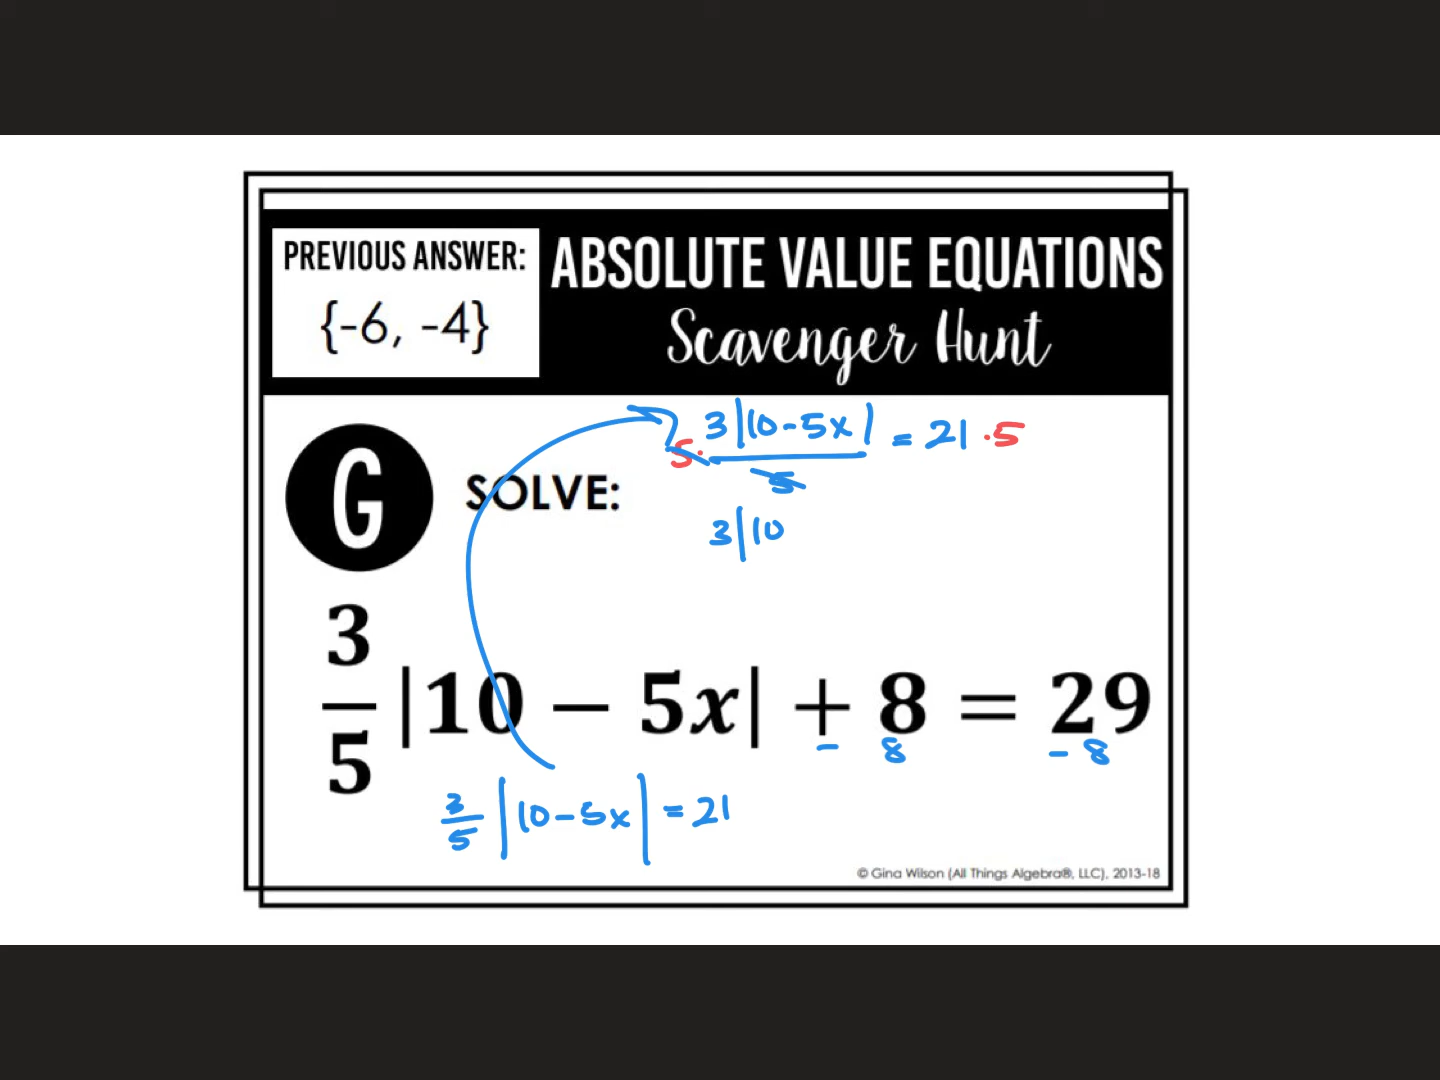 PREVIOUS ANSWER:
{-6, -4}
ABSOLUTE VALUE EQUATIONS
Scavenger Hunt
3|10-5x|
5· ――― = 21 ·5
5
G
SOLVE:
3|10
3/5 |10 − 5x| + 8 = 29
- 8 - 8
3/5 |10-5x| = 21
© Gina Wilson (All Things Algebra®, LLC), 2013-18